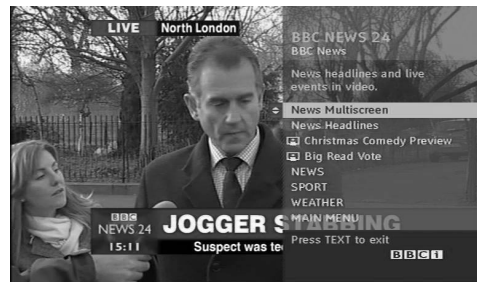 LIVE North London
BBC NEWS 24
BBC News
News headlines and live
events in video.
News Multiscreen
News Headlines
Christmas Comedy Preview
Big Read Vote
NEWS
SPORT
WEATHER
MAIN MENU
Press TEXT to exit
BBCi
BBC
NEWS 24
15:11
JOGGER STABBING
Suspect was